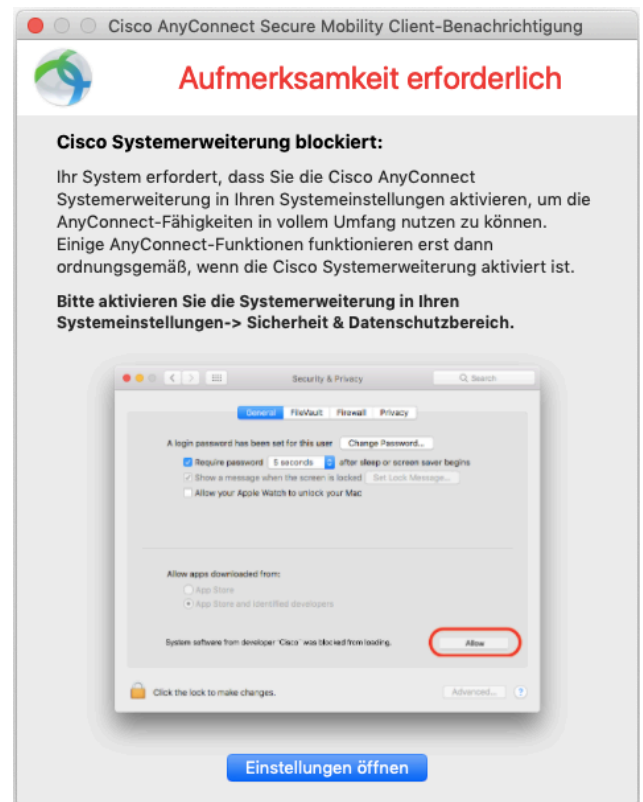 Cisco AnyConnect Secure Mobility Client-Benachrichtigung
Aufmerksamkeit erforderlich
Cisco Systemerweiterung blockiert:
Ihr System erfordert, dass Sie die Cisco AnyConnect
Systemerweiterung in Ihren Systemeinstellungen aktivieren, um die
AnyConnect-Fähigkeiten in vollem Umfang nutzen zu können.
Einige AnyConnect-Funktionen funktionieren erst dann
ordnungsgemäß, wenn die Cisco Systemerweiterung aktiviert ist.
Bitte aktivieren Sie die Systemerweiterung in Ihren
Systemeinstellungen-> Sicherheit & Datenschutzbereich.
Security & Privacy
Search
General FileVault Firewall Privacy
A login password has been set for this user Change Password...
Require password 5 seconds after sleep or screen saver begins
Show a message when the screen is locked Set Lock Message...
Allow your Apple Watch to unlock your Mac
Allow apps downloaded from:
App Store
App Store and identified developers
System software from developer "Cisco" was blocked from loading. Allow
Click the lock to make changes. Advanced... ?
Einstellungen öffnen